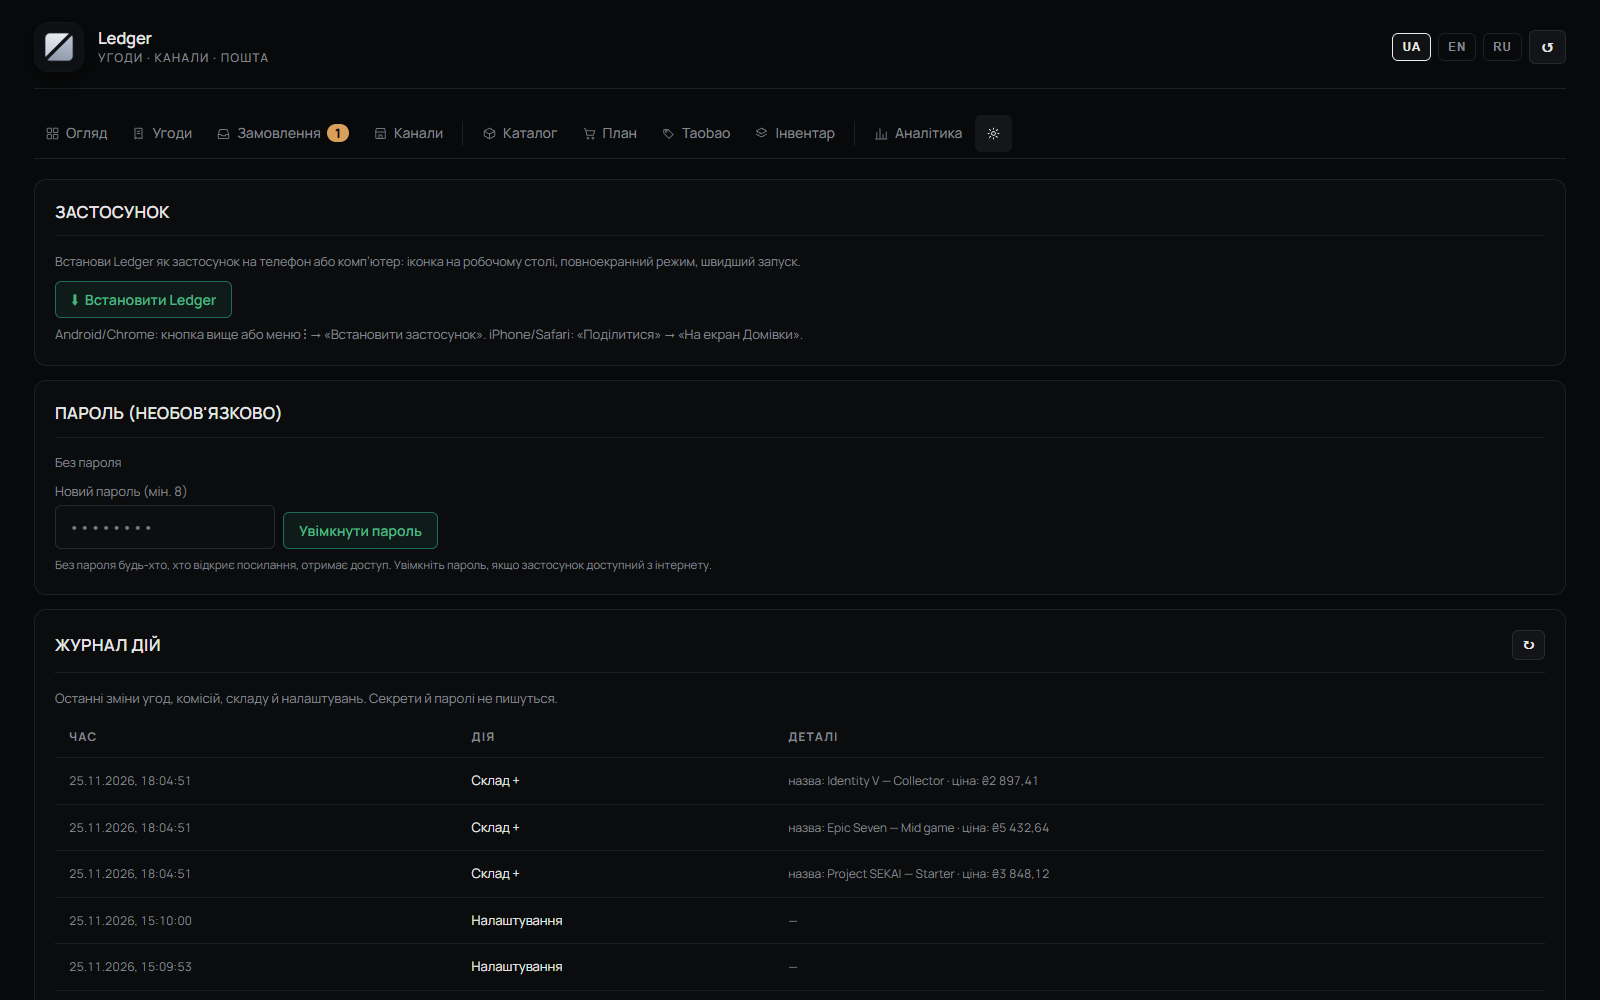 Ledger
УГОДИ · КАНАЛИ · ПОШТА
UA EN RU
Огляд Угоди Замовлення 1 Канали Каталог План Taobao Інвентар Аналітика
ЗАСТОСУНОК
Встанови Ledger як застосунок на телефон або комп'ютер: іконка на робочому столі, повноекранний режим, швидший запуск.
⬇ Встановити Ledger
Android/Chrome: кнопка вище або меню ⋮ → «Встановити застосунок». iPhone/Safari: «Поділитися» → «На екран Домівки».
ПАРОЛЬ (НЕОБОВ'ЯЗКОВО)
Без пароля
Новий пароль (мін. 8)
••••••••
Увімкнути пароль
Без пароля будь-хто, хто відкриє посилання, отримає доступ. Увімкніть пароль, якщо застосунок доступний з інтернету.
ЖУРНАЛ ДІЙ
Останні зміни угод, комісій, складу й налаштувань. Секрети й паролі не пишуться.
ЧАС ДІЯ ДЕТАЛІ
25.11.2026, 18:04:51 Склад + назва: Identity V — Collector · ціна: ₴2 897,41
25.11.2026, 18:04:51 Склад + назва: Epic Seven — Mid game · ціна: ₴5 432,64
25.11.2026, 18:04:51 Склад + назва: Project SEKAI — Starter · ціна: ₴3 848,12
25.11.2026, 15:10:00 Налаштування —
25.11.2026, 15:09:53 Налаштування —